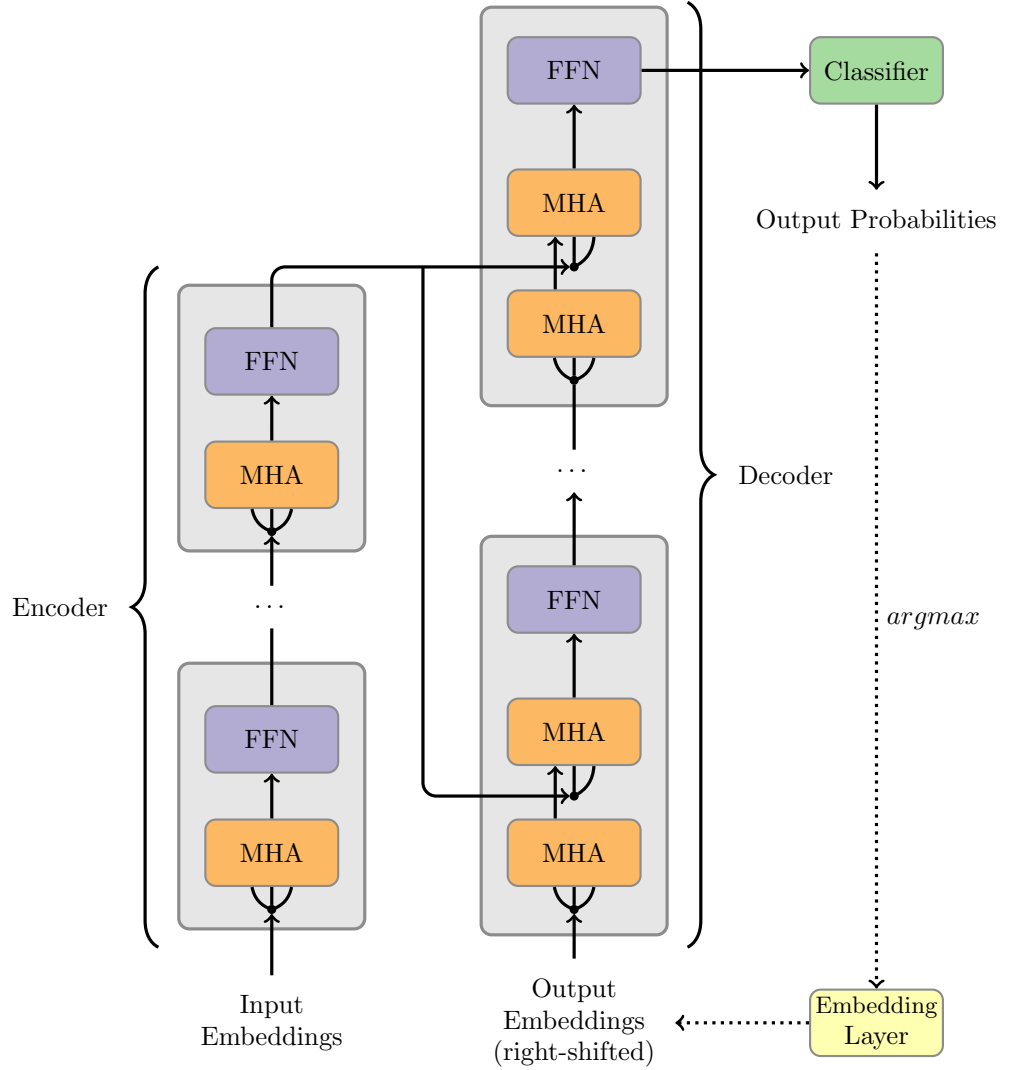 FFN
Classifier
MHA
Output Probabilities
MHA
FFN
MHA
...
Decoder
Encoder
...
FFN
argmax
FFN
MHA
MHA
MHA
Input
Embeddings
Output
Embeddings
(right-shifted)
Embedding
Layer